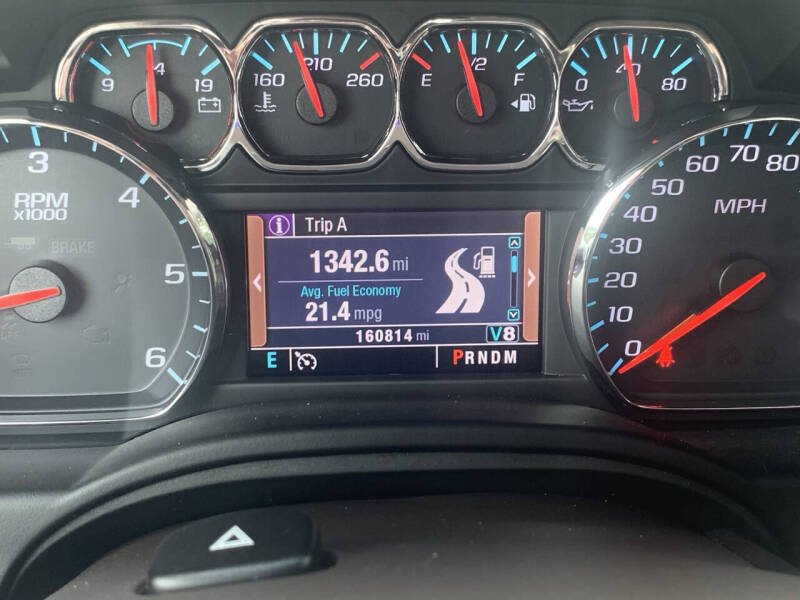 9 14 19
160 210 260
E 1/2 F
0 40 80
3
4
5
6
RPM
x1000
BRAKE
i Trip A
1342.6 mi
Avg. Fuel Economy
21.4 mpg
160814 mi V8
E PRNDM
0
10
20
30
40
50
60
70
80
MPH